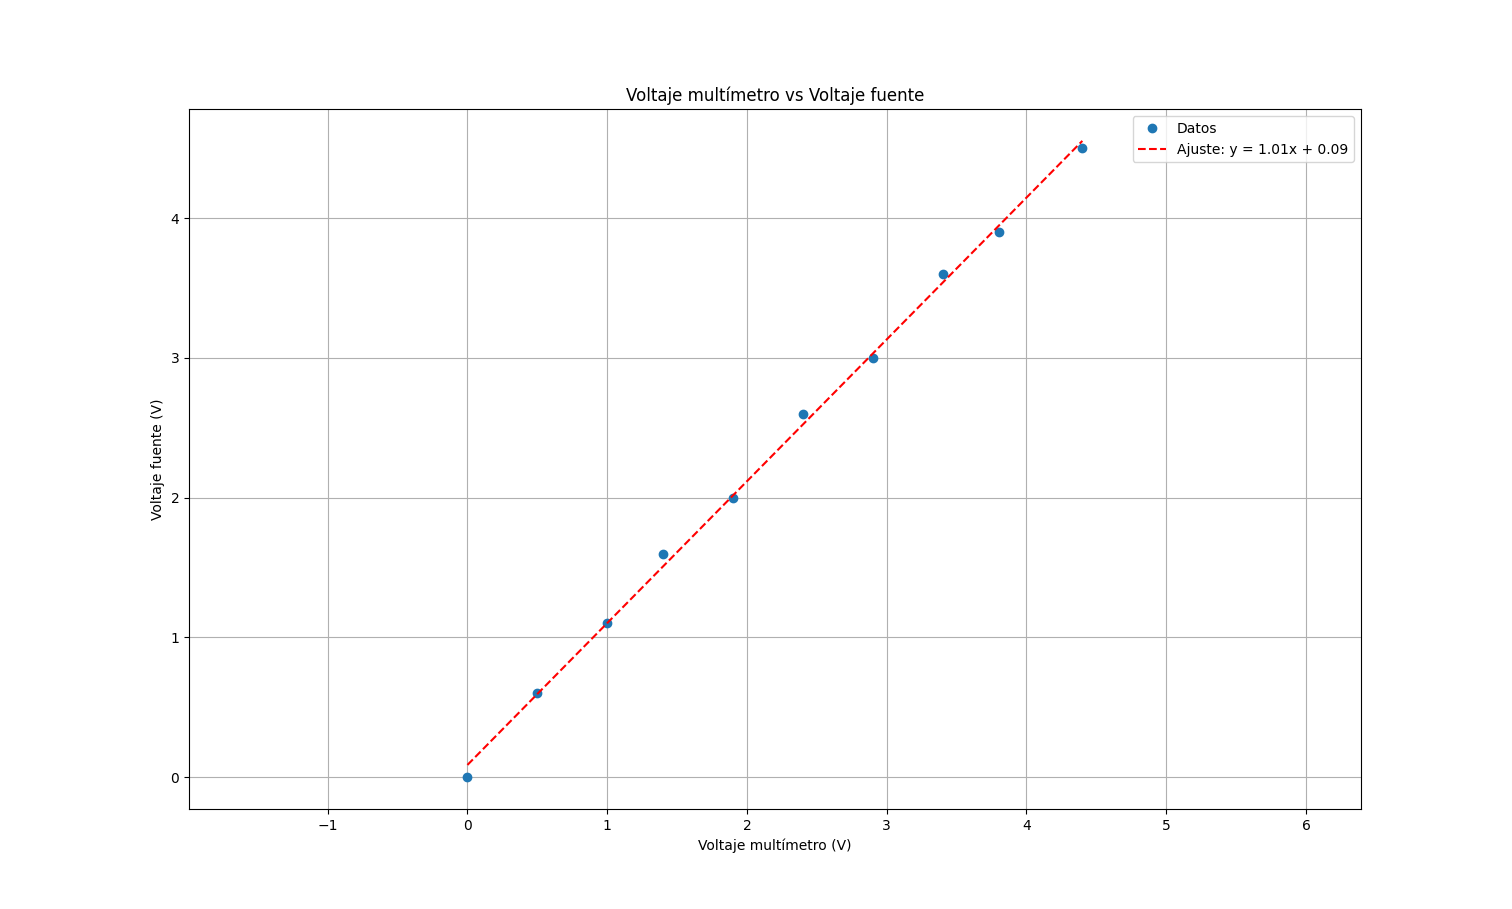 Voltaje multímetro vs Voltaje fuente
Datos
Ajuste: y = 1.01x + 0.09
4
3
2
1
0
Voltaje fuente (V)
−1
0
1
2
3
4
5
6
Voltaje multímetro (V)